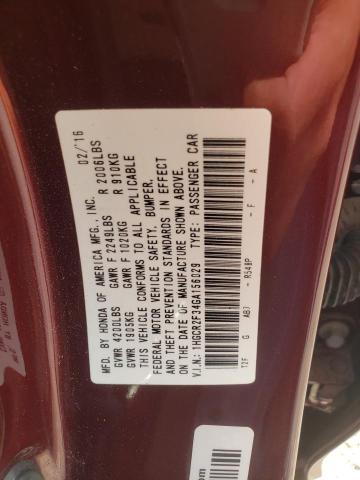 MFD. BY HONDA OF AMERICA MFG., INC. 02/'16
GVWR 4200LBS GAWR F 2249LBS R 2006LBS
GVWR 1905KG GAWR F 1020KG R 910KG
THIS VEHICLE CONFORMS TO ALL APPLICABLE
FEDERAL MOTOR VEHICLE SAFETY, BUMPER,
AND THEFT PREVENTION STANDARDS IN EFFECT
ON THE DATE OF MANUFACTURE SHOWN ABOVE.
V.I.N.: 1HGCR2F34GA156029 TYPE: PASSENGER CAR
T2F G AB3 - R548P - F - A